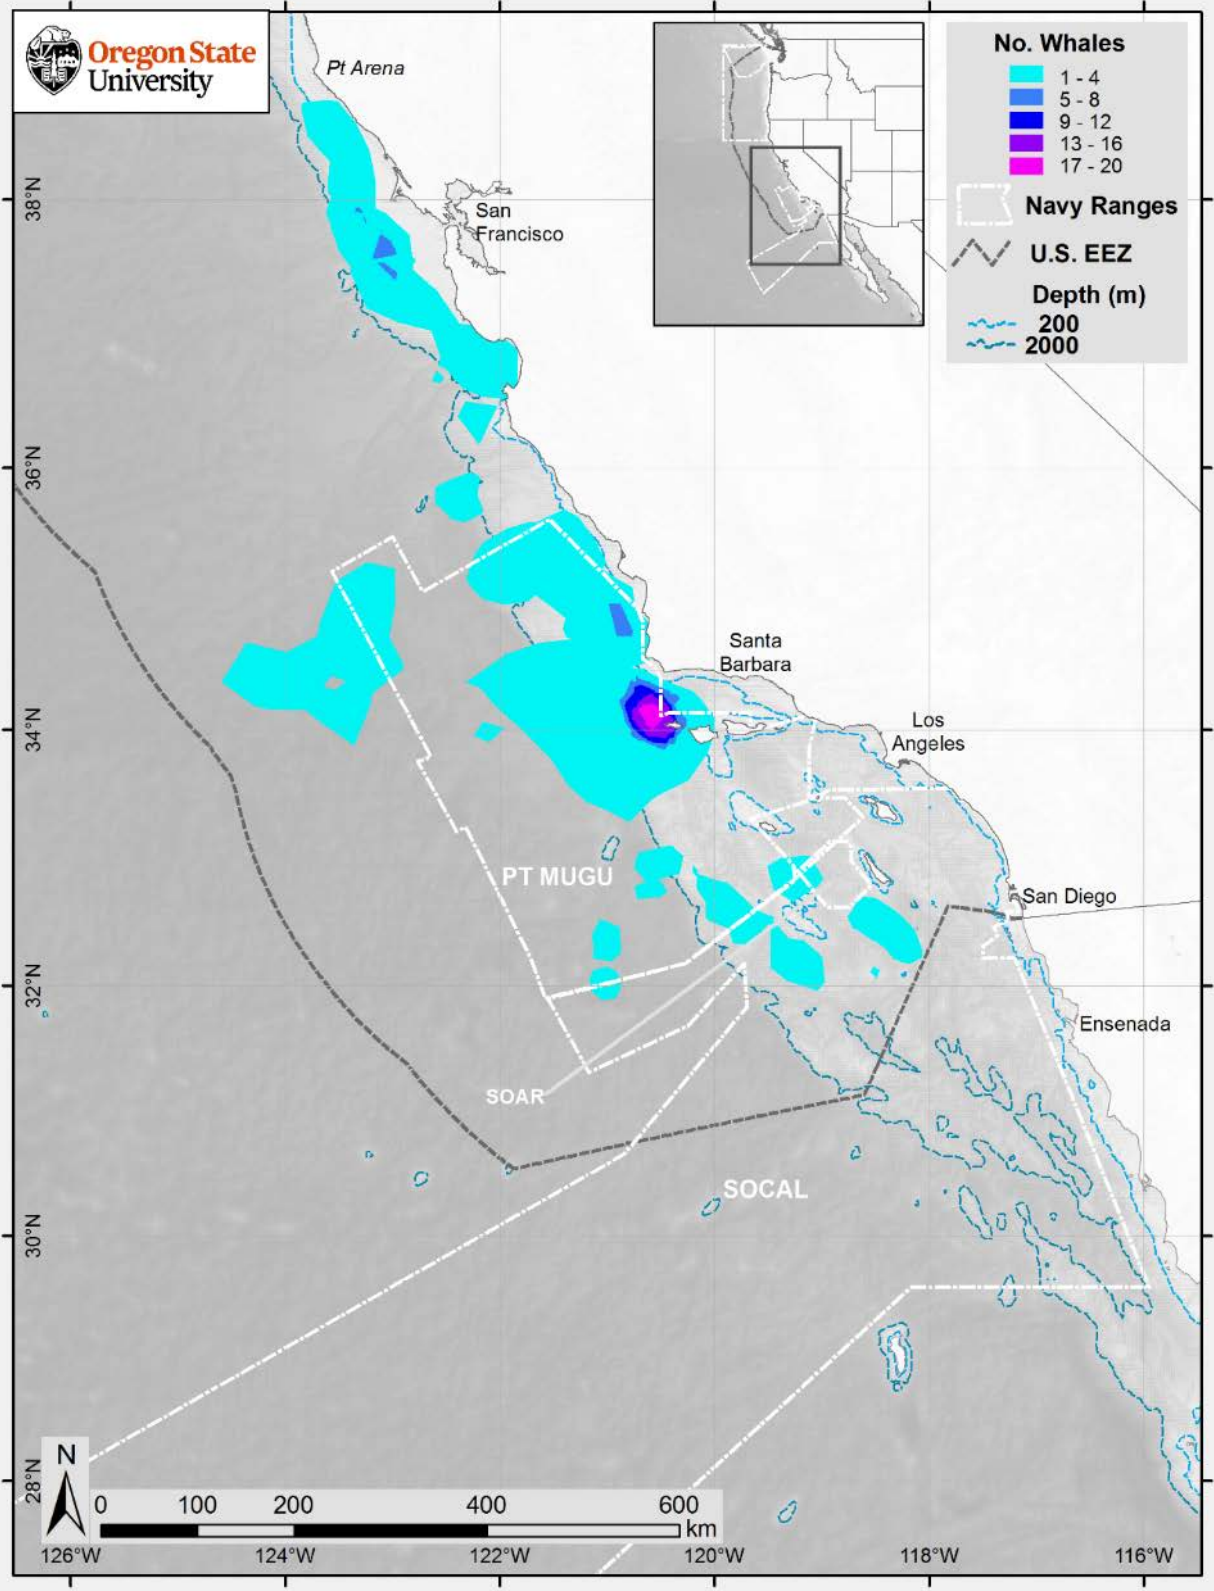 Oregon State
University
Pt Arena
No. Whales
1 - 4
5 - 8
9 - 12
13 - 16
17 - 20
Navy Ranges
U.S. EEZ
Depth (m)
200
2000
38°N
San
Francisco
36°N
Santa
Barbara
34°N
Los
Angeles
PT MUGU
San Diego
32°N
Ensenada
SOAR
SOCAL
30°N
28°N
N
0 100 200 400 600
km
126°W 124°W 122°W 120°W 118°W 116°W